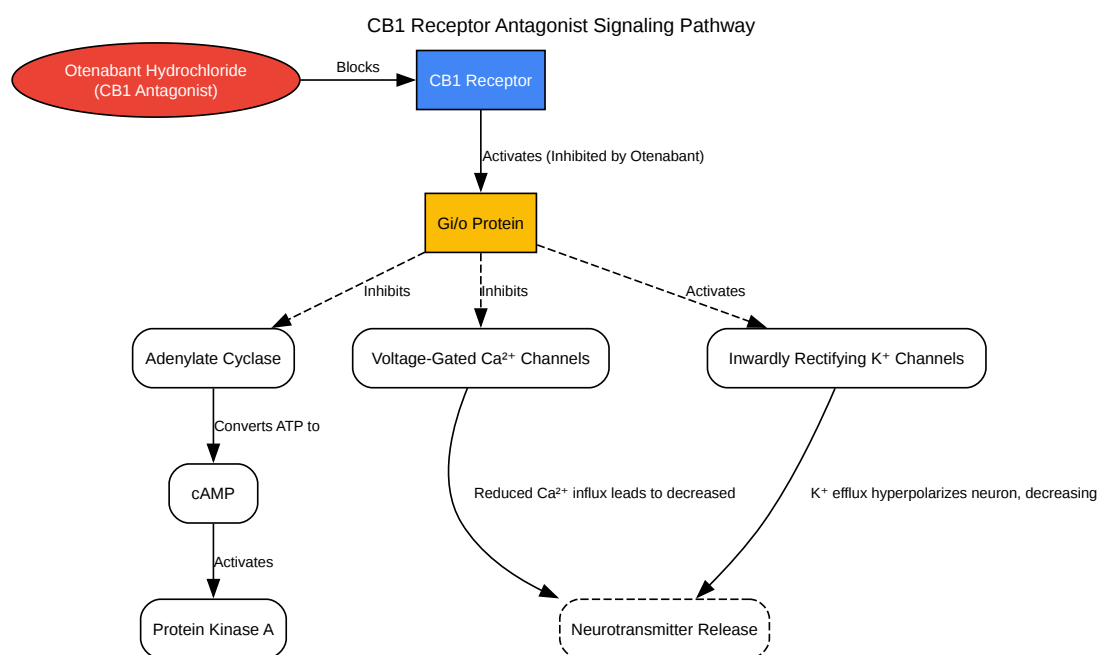 CB1 Receptor Antagonist Signaling Pathway
Otenabant Hydrochloride
(CB1 Antagonist)
Blocks
CB1 Receptor
Activates (Inhibited by Otenabant)
Gi/o Protein
Inhibits
Inhibits
Activates
Adenylate Cyclase
Voltage-Gated Ca²⁺ Channels
Inwardly Rectifying K⁺ Channels
Converts ATP to
cAMP
Reduced Ca²⁺ influx leads to decreased
K⁺ efflux hyperpolarizes neuron, decreasing
Activates
Protein Kinase A
Neurotransmitter Release